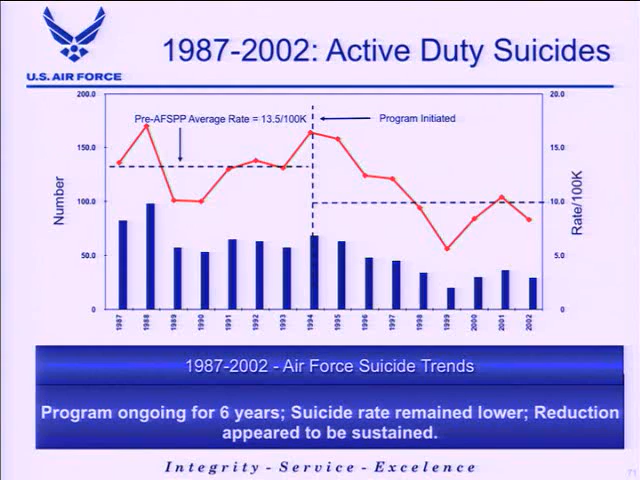 1987-2002: Active Duty Suicides
U.S. AIR FORCE
200.0
150.0
100.0
50.0
0
Number
Pre-AFSPP Average Rate = 13.5/100K
Program Initiated
20.0
15.0
10.0
5.0
0.0
Rate/100K
1987 1988 1989 1990 1991 1992 1993 1994 1995 1996 1997 1998 1999 2000 2001 2002
1987-2002 - Air Force Suicide Trends
Program ongoing for 6 years; Suicide rate remained lower; Reduction
appeared to be sustained.
Integrity - Service - Excelence
71